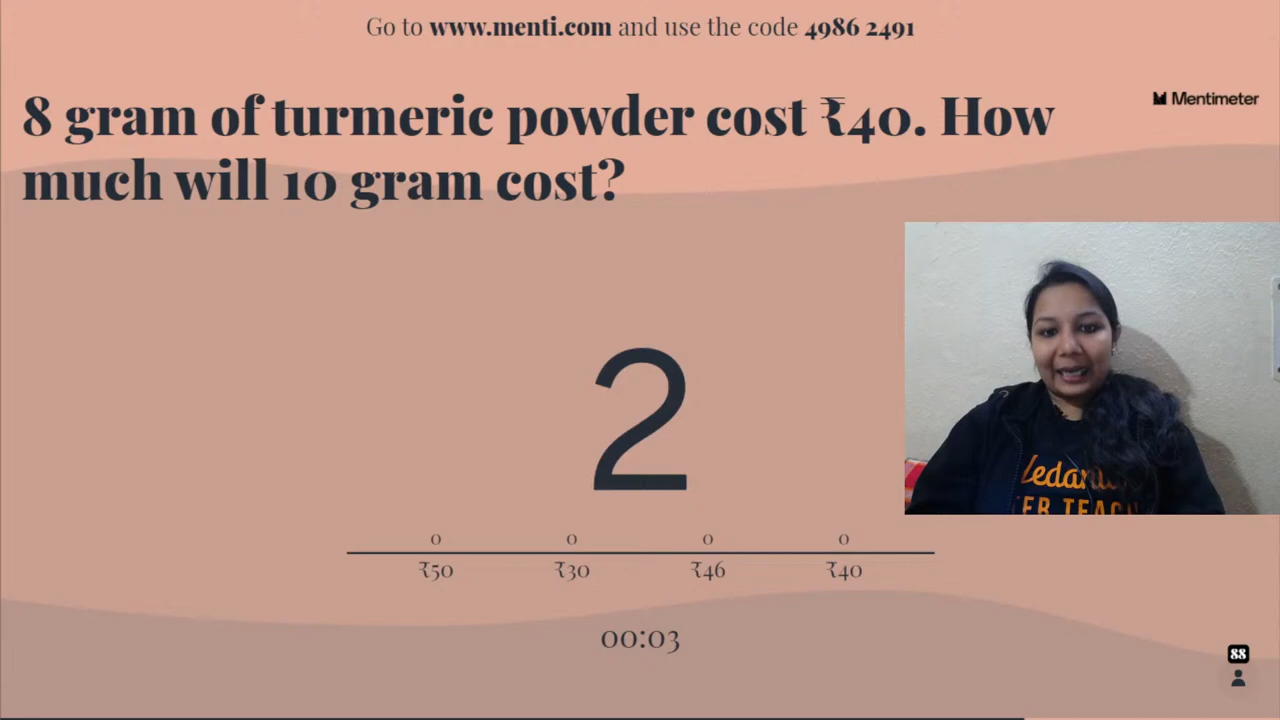 Go to www.menti.com and use the code 4986 2491
Mentimeter
8 gram of turmeric powder cost ₹40. How
much will 10 gram cost?
2
0 0 0 0
₹50 ₹30 ₹46 ₹40
00:03
88